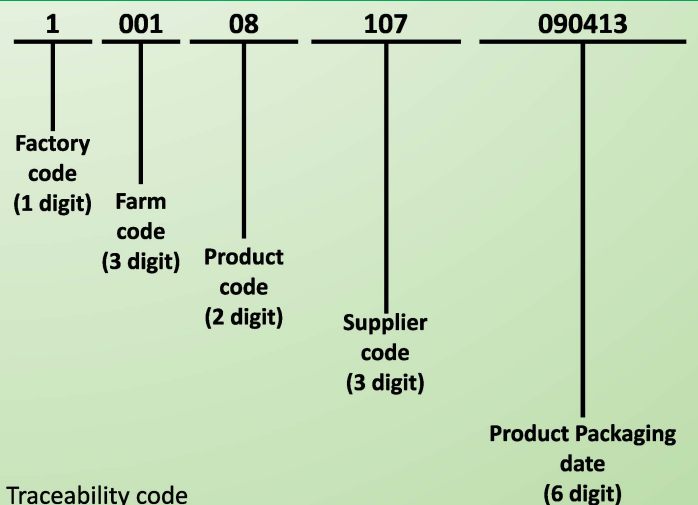 1 001 08 107 090413
Factory
code
(1 digit)
Farm
code
(3 digit)
Product
code
(2 digit)
Supplier
code
(3 digit)
Product Packaging
date
(6 digit)
Traceability code